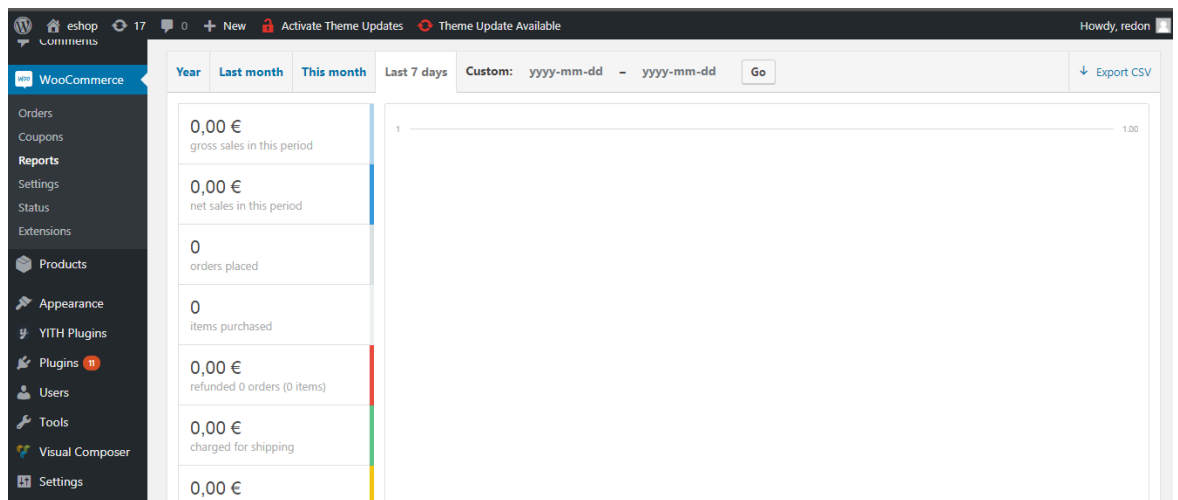 eshop 17 0 + New Activate Theme Updates Theme Update Available Howdy, redon
Comments
WooCommerce
Orders
Coupons
Reports
Settings
Status
Extensions
Products
Appearance
YITH Plugins
Plugins 11
Users
Tools
Visual Composer
Settings
Year Last month This month Last 7 days Custom: yyyy-mm-dd – yyyy-mm-dd Go Export CSV
0,00 €
gross sales in this period
0,00 €
net sales in this period
0
orders placed
0
items purchased
0,00 €
refunded 0 orders (0 items)
0,00 €
charged for shipping
0,00 €
1 1.00